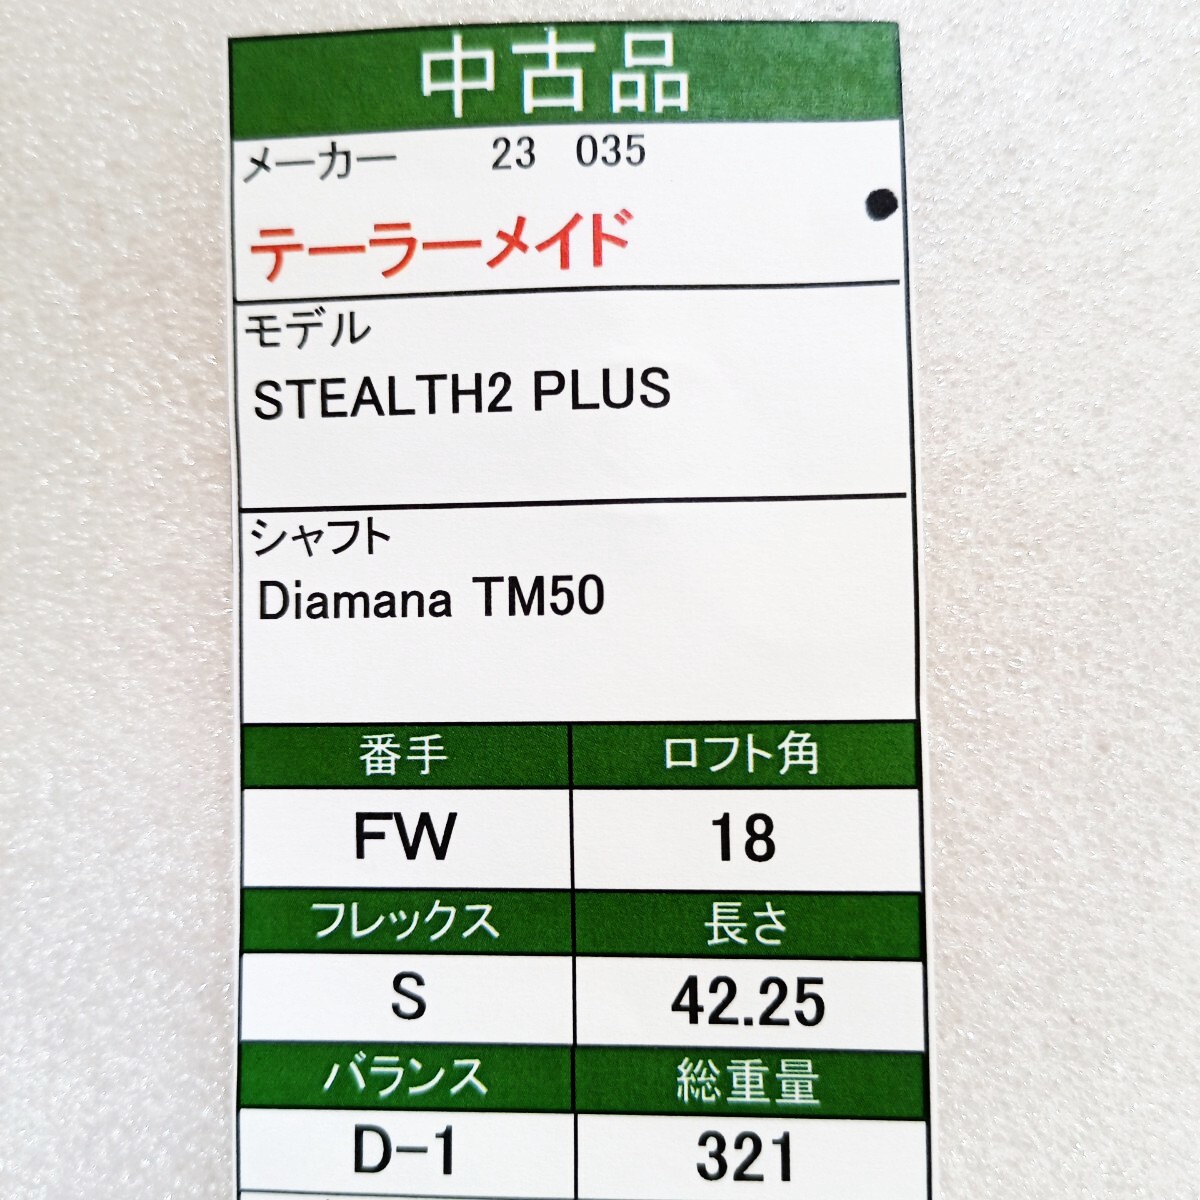 中古品
メーカー 23 035
テーラーメイド
モデル
STEALTH2 PLUS
シャフト
Diamana TM50
番手 ロフト角
FW 18
フレックス 長さ
S 42.25
バランス 総重量
D-1 321